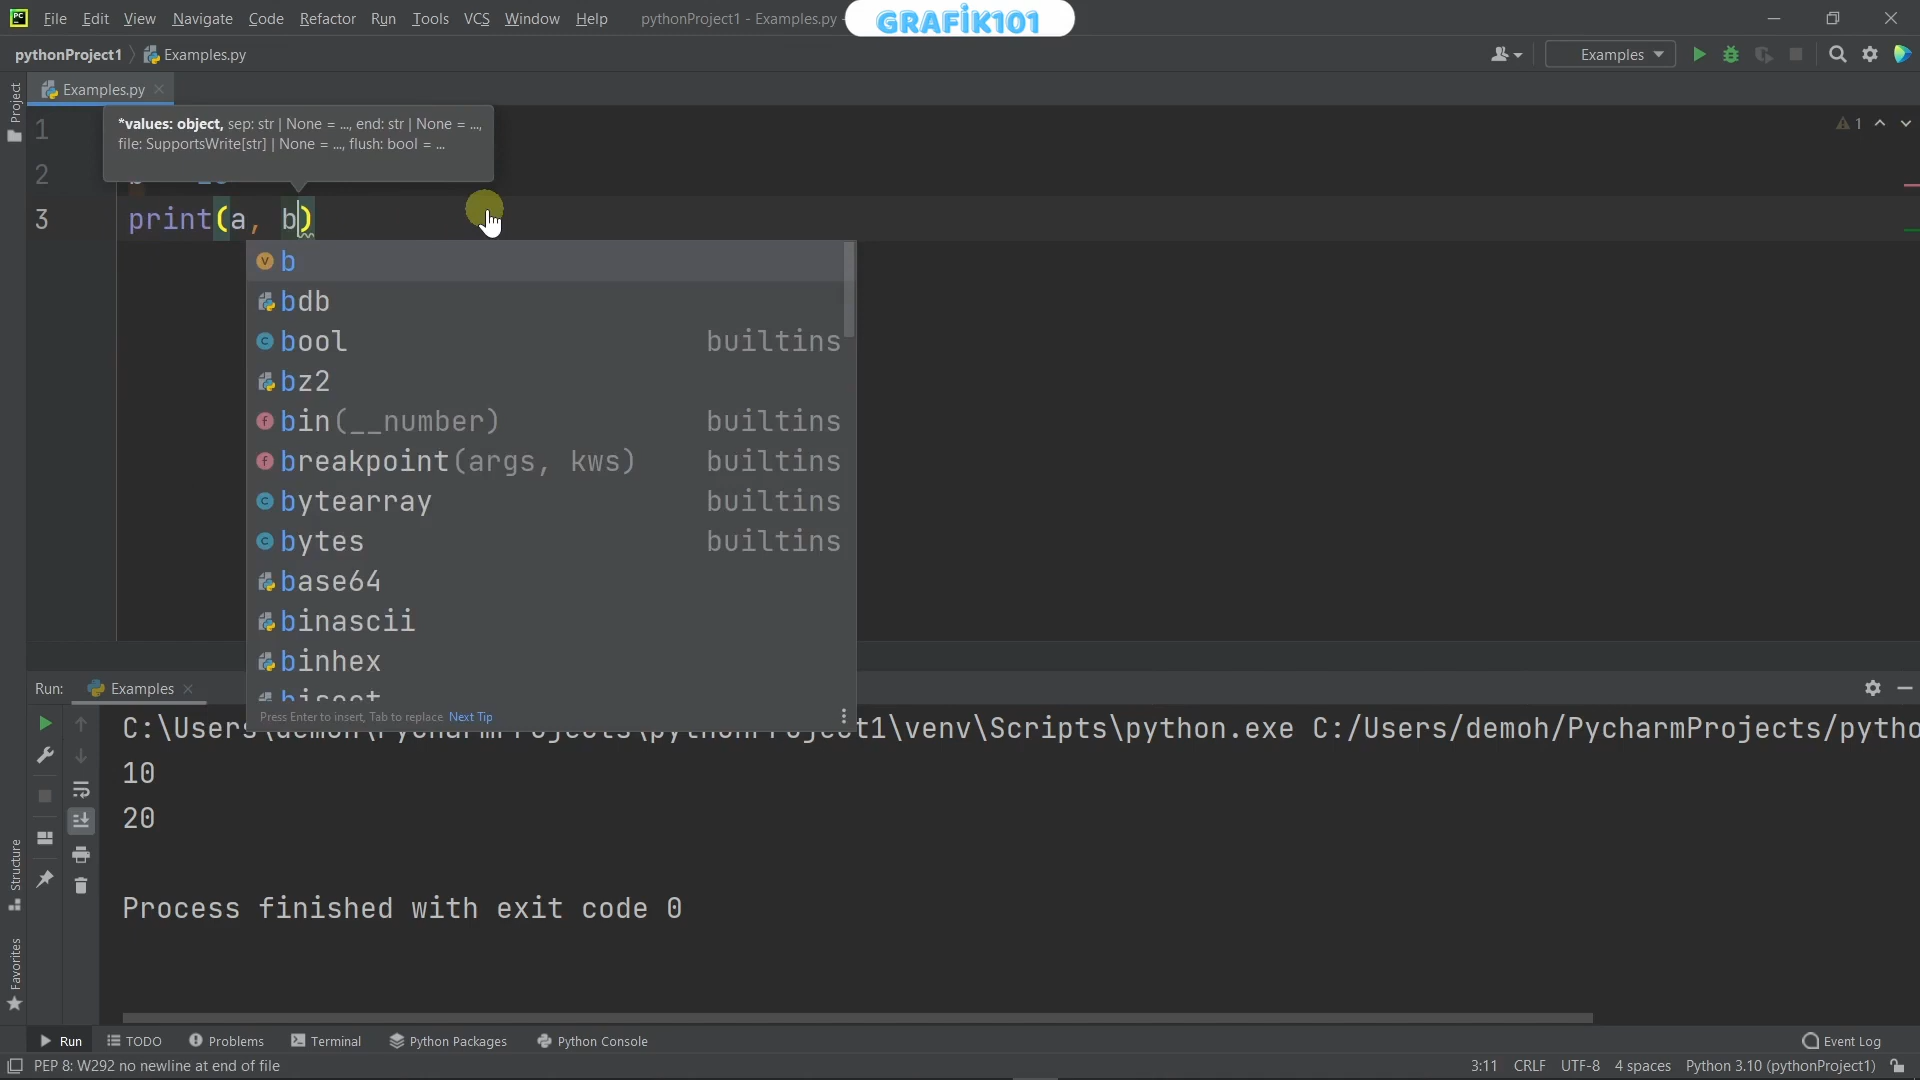 File Edit View Navigate Code Refactor Run Tools VCS Window Help pythonProject1 - Examples.py -
GRAFİK101
pythonProject1 Examples.py
Examples
Project
Examples.py
*values: object, sep: str | None = ..., end: str | None = ...,
file: SupportsWrite[str] | None = ..., flush: bool = ...
1
1
2
3 print(a, b)
b
bdb
bool builtins
bz2
bin(__number) builtins
breakpoint(args, kws) builtins
bytearray builtins
bytes builtins
base64
binascii
binhex
Press Enter to insert, Tab to replace Next Tip
Run: Examples
t1\venv\Scripts\python.exe C:/Users/demoh/PycharmProjects/pytho
10
20
Process finished with exit code 0
Structure
Favorites
Run TODO Problems Terminal Python Packages Python Console Event Log
PEP 8: W292 no newline at end of file 3:11 CRLF UTF-8 4 spaces Python 3.10 (pythonProject1)